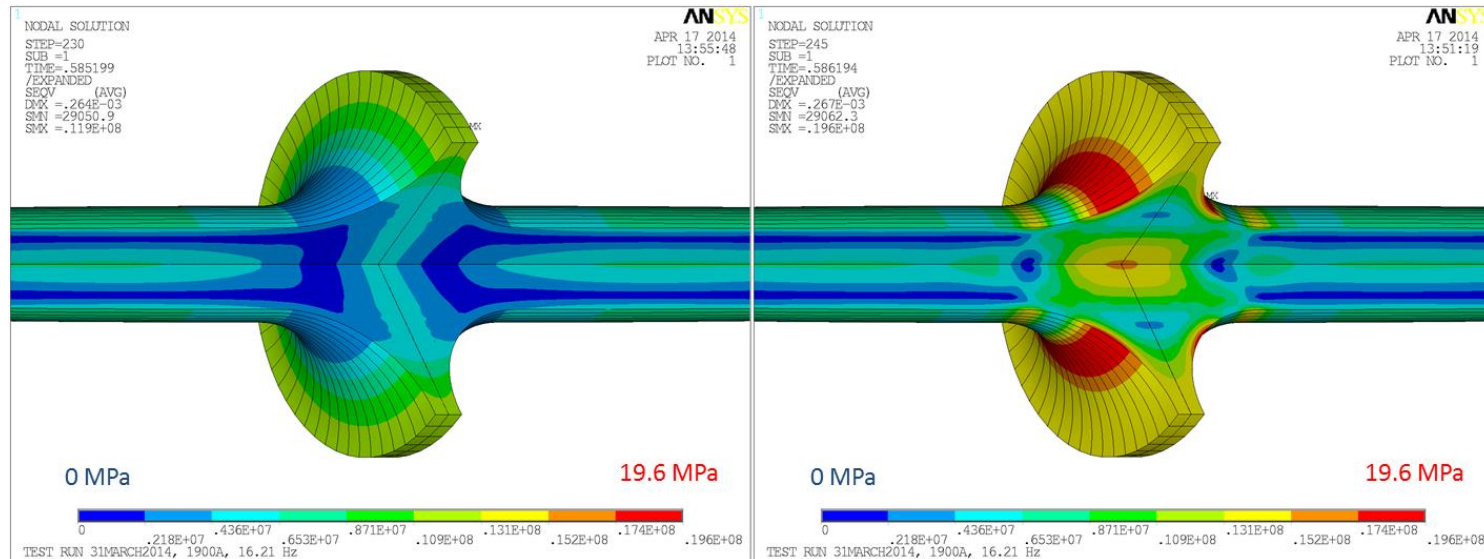 1
ANSYS
NODAL SOLUTION
STEP=230
SUB =1
TIME=.585199
/EXPANDED
SEQV (AVG)
DMX =.264E-03
SMN =29050.9
SMX =.119E+08
APR 17 2014
13:55:48
PLOT NO. 1
MX
0 MPa
19.6 MPa
0 .436E+07 .871E+07 .131E+08 .174E+08
.218E+07 .653E+07 .109E+08 .152E+08 .196E+08
TEST RUN 31MARCH2014, 1900A, 16.21 Hz
1
ANSYS
NODAL SOLUTION
STEP=245
SUB =1
TIME=.586194
/EXPANDED
SEQV (AVG)
DMX =.267E-03
SMN =29062.3
SMX =.196E+08
APR 17 2014
13:51:19
PLOT NO. 1
MX
0 MPa
19.6 MPa
0 .436E+07 .871E+07 .131E+08 .174E+08
.218E+07 .653E+07 .109E+08 .152E+08 .196E+08
TEST RUN 31MARCH2014, 1900A, 16.21 Hz